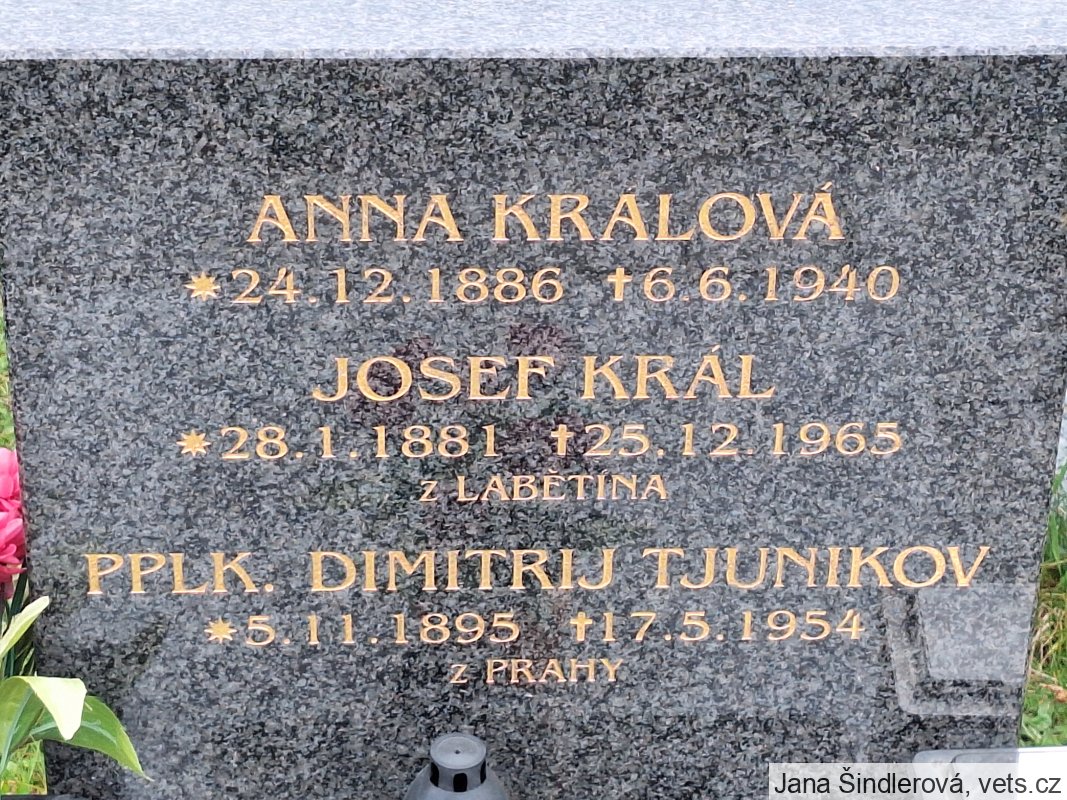 ANNA KRÁLOVÁ
*24.12.1886 †6.6.1940
JOSEF KRÁL
*28.1.1881 †25.12.1965
z LABĚTÍNA
PPLK. DIMITRIJ TJUNIKOV
*5.11.1895 †17.5.1954
z PRAHY
Jana Šindlerová, vets.cz